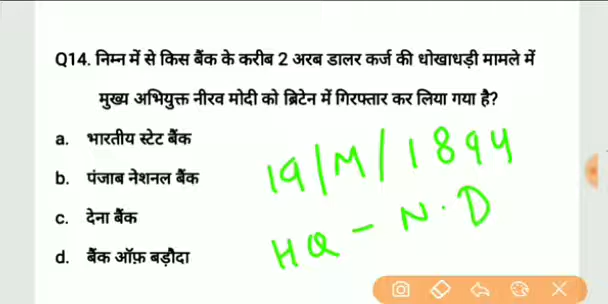 Q14. निम्न में से किस बैंक के करीब 2 अरब डालर कर्ज की धोखाधड़ी मामले में
मुख्य अभियुक्त नीरव मोदी को ब्रिटेन में गिरफ्तार कर लिया गया है?
a. भारतीय स्टेट बैंक
b. पंजाब नेशनल बैंक
c. देना बैंक
d. बैंक ऑफ़ बड़ौदा
19/M/1894
HQ - N.D